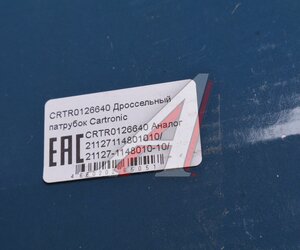 CRTR0126640 Дроссельный
патрубок Cartronic
EAC
CRTR0126640 Аналог
21127114801010/
21127-1148010-10/